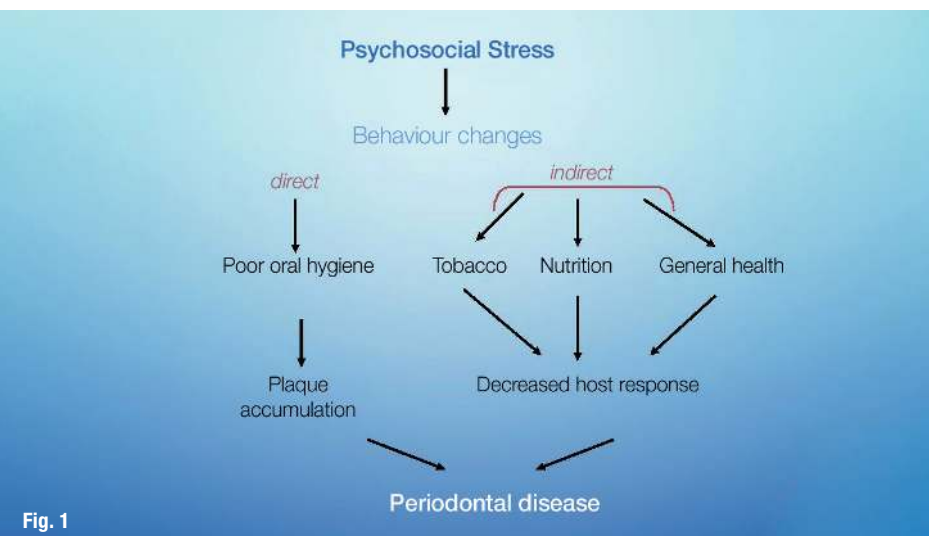 Psychosocial Stress
Behaviour changes
direct
indirect
Poor oral hygiene
Tobacco
Nutrition
General health
Plaque
accumulation
Decreased host response
Periodontal disease
Fig. 1